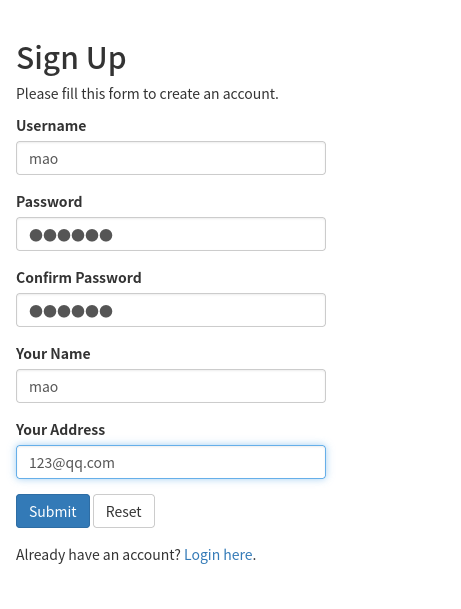 Sign Up
Please fill this form to create an account.
Username
mao
Password
●●●●●●
Confirm Password
●●●●●●
Your Name
mao
Your Address
123@qq.com
Submit Reset
Already have an account? Login here.